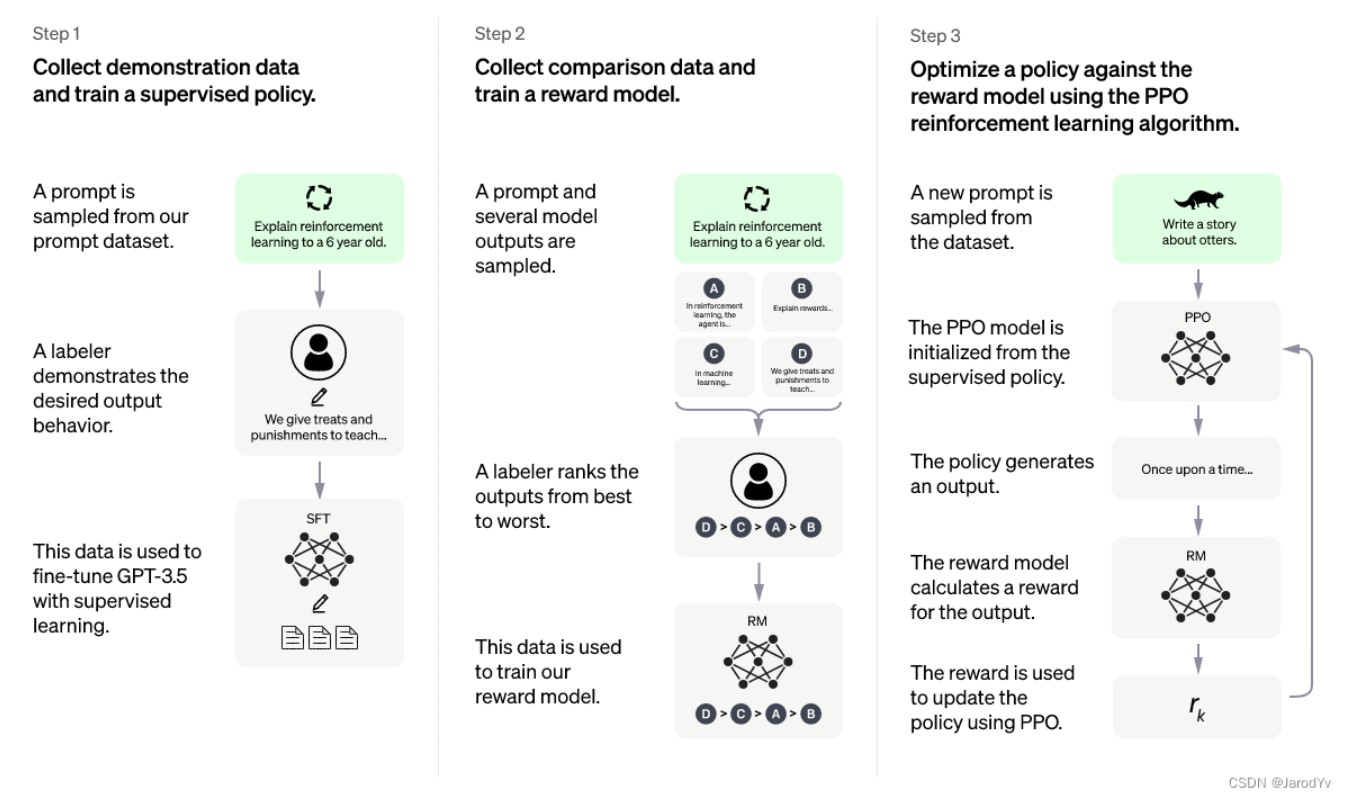 Step 1
Collect demonstration data
and train a supervised policy.
A prompt is
sampled from our
prompt dataset.
Explain reinforcement
learning to a 6 year old.
A labeler
demonstrates the
desired output
behavior.
We give treats and
punishments to teach...
This data is used to
fine-tune GPT-3.5
with supervised
learning.
SFT
Step 2
Collect comparison data and
train a reward model.
A prompt and
several model
outputs are
sampled.
Explain reinforcement
learning to a 6 year old.
A
In reinforcement
learning, the
agent is...
B
Explain rewards...
C
In machine
learning...
D
We give treats and
punishments to
teach...
A labeler ranks the
outputs from best
to worst.
D > C > A > B
This data is used
to train our
reward model.
RM
D > C > A > B
Step 3
Optimize a policy against the
reward model using the PPO
reinforcement learning algorithm.
A new prompt is
sampled from
the dataset.
Write a story
about otters.
The PPO model is
initialized from the
supervised policy.
PPO
The policy generates
an output.
Once upon a time...
The reward model
calculates a reward
for the output.
RM
The reward is used
to update the
policy using PPO.
rk
CSDN @JarodYv